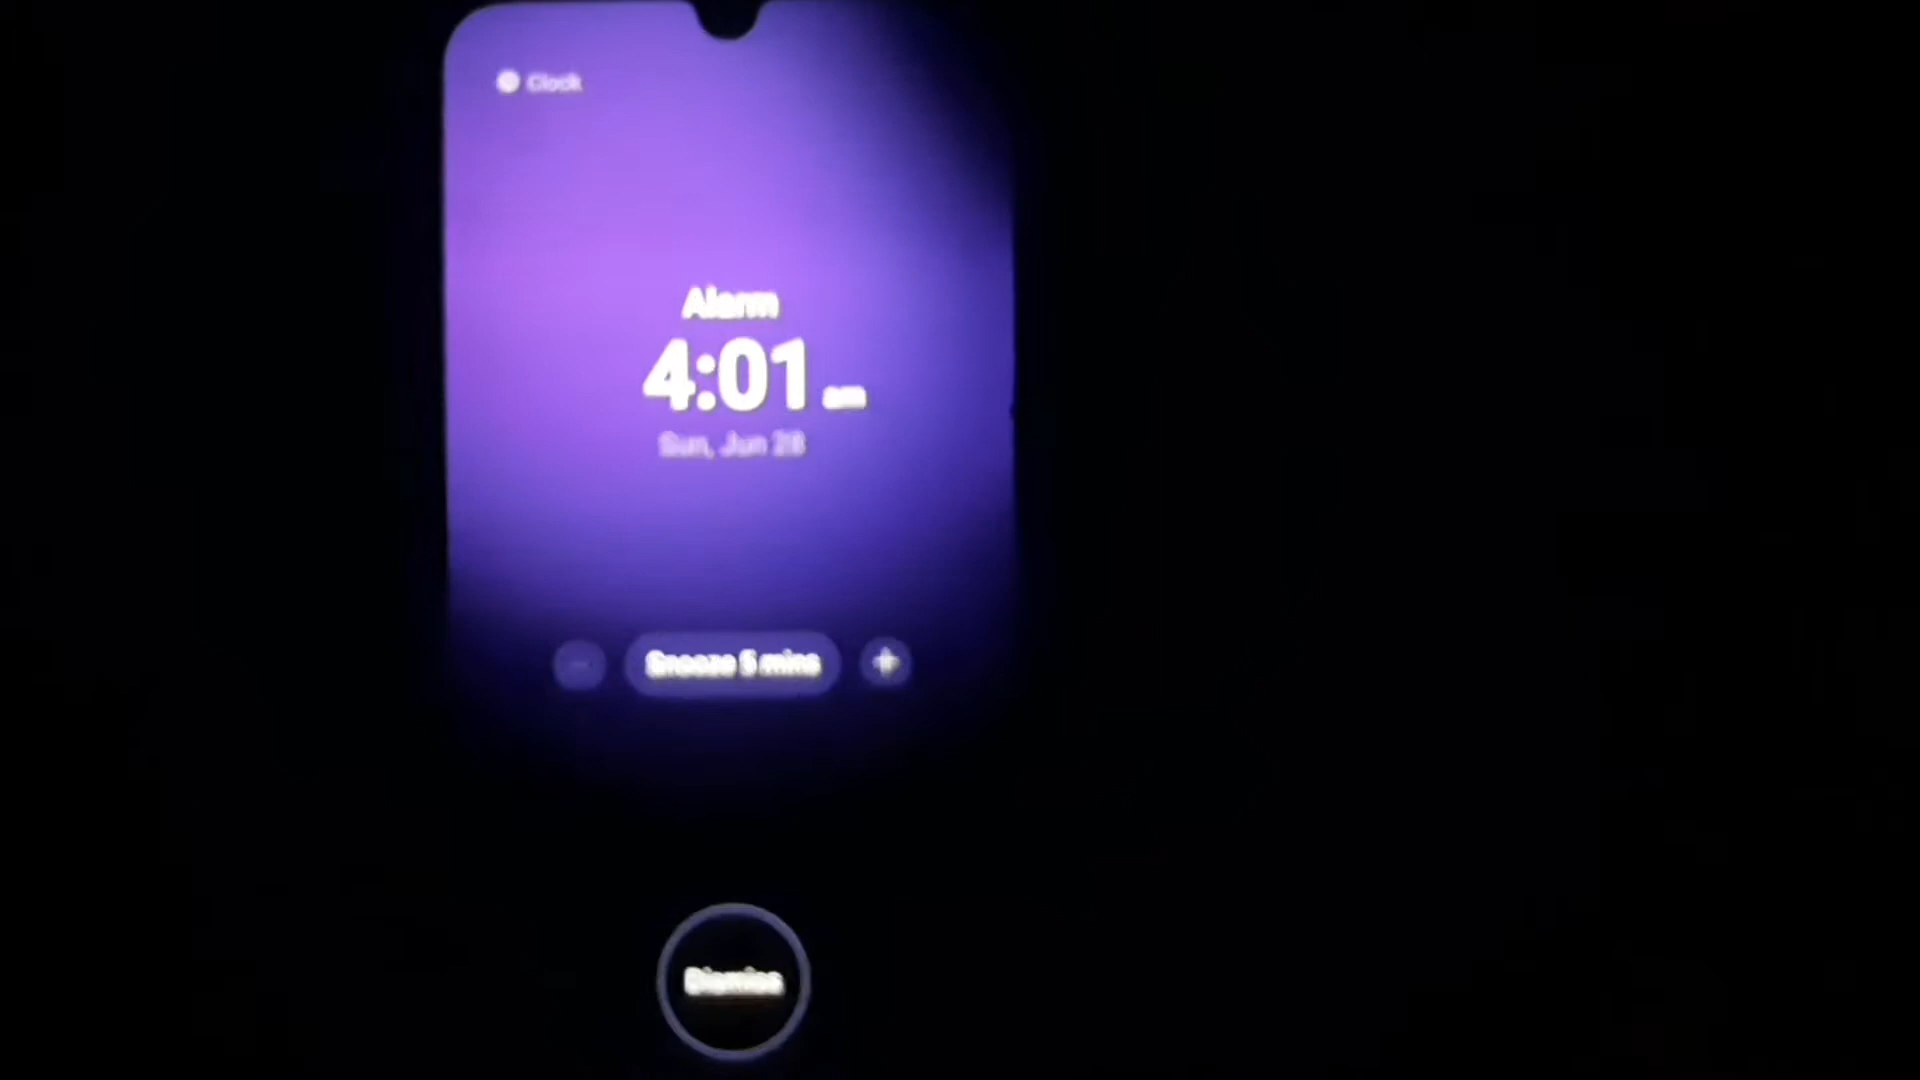 Clock
Alarm
4:01 am
Sun, Jun 28
Snooze 5 mins
Dismiss